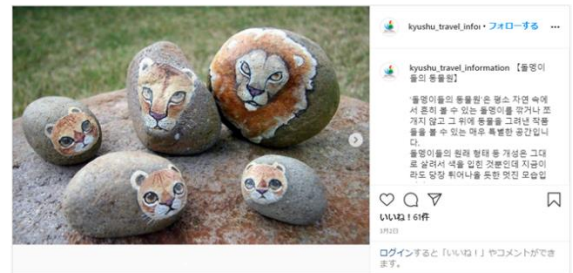 kyushu_travel_infor • フォローする
kyushu_travel_information 【돌멩이
들의 동물원】
'돌멩이들의 동물원'은 평소 자연 속에
서 흔히 볼 수 있는 돌멩이를 깎거나 쪼
개지 않고 그 위에 동물을 그려낸 작품
들을 볼 수 있는 매우 특별한 공간입니
다.
돌멩이들의 원래 형태 등 개성은 그대
로 살려서 색을 입힌 것뿐인데 지금이
라도 당장 튀어나올 듯한 멋진 모습입
いいね！61件
3月2日
ログインすると「いいね！」やコメントができ
ます。